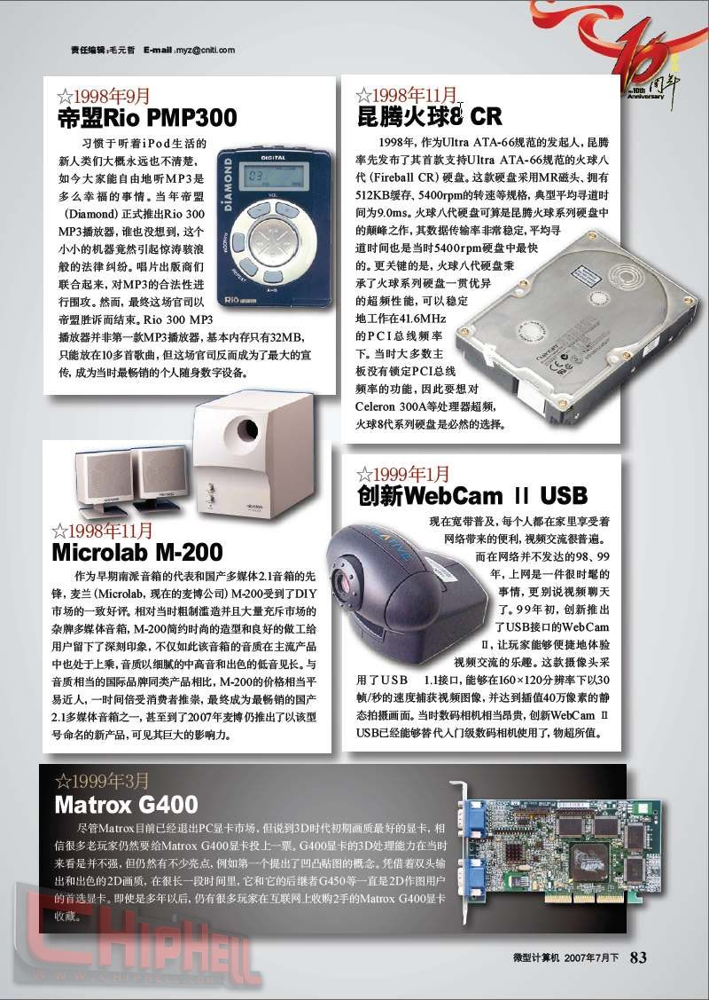 责任编辑:毛元哲 E-mail:myz@cniti.com
10th
Anniversary
周年
☆1998年9月
帝盟Rio PMP300
习惯于听着iPod生活的
新人类们大概永远也不清楚，
如今大家能自由地听MP3是
多么幸福的事情。当年帝盟
（Diamond）正式推出Rio 300
MP3播放器，谁也没想到，这个
小小的机器竟然引起惊涛骇浪
般的法律纠纷。唱片出版商们
联合起来，对MP3的合法性进
行围攻。然而，最终这场官司以
帝盟胜诉而结束。Rio 300 MP3
播放器并非第一款MP3播放器，基本内存只有32MB，
只能放在10多首歌曲，但这场官司反而成为了最大的宣
传，成为当时最畅销的个人随身数字设备。
DIAMOND
DIGITAL
VOL
RANDOM
REPEAT
A-B
RIO
☆1998年11月
昆腾火球8 CR
1998年，作为Ultra ATA-66规范的发起人，昆腾
率先发布了其首款支持Ultra ATA-66规范的火球八
代（Fireball CR）硬盘。这款硬盘采用MR磁头、拥有
512KB缓存、5400rpm的转速等规格，典型平均寻道时
间为9.0ms。火球八代硬盘可算是昆腾火球系列硬盘中
的颠峰之作，其数据传输率非常稳定，平均寻
道时间也是当时5400rpm硬盘中最快
的。更关键的是，火球八代硬盘秉
承了火球系列硬盘一贯优异
的超频性能，可以稳定
地工作在41.6MHz
的PCI总线频率
下。当时大多数主
板没有锁定PCI总线
频率的功能，因此要想对
Celeron 300A等处理器超频，
火球8代系列硬盘是必然的选择。
Quantum
☆1998年11月
Microlab M-200
作为早期南派音箱的代表和国产多媒体2.1音箱的先
锋，麦兰（Microlab，现在的麦博公司）M-200受到了DIY
市场的一致好评。相对当时粗制滥造并且大量充斥市场的
杂牌多媒体音箱，M-200简约时尚的造型和良好的做工给
用户留下了深刻印象，不仅如此该音箱的音质在主流产品
中也处于上乘，音质以细腻的中高音和出色的低音见长。与
音质相当的国际品牌同类产品相比，M-200的价格相当平
易近人，一时间倍受消费者推崇，最终成为最畅销的国产
2.1多媒体音箱之一，甚至到了2007年麦博仍推出了以该型
号命名的新产品，可见其巨大的影响力。
microlab
☆1999年1月
创新WebCam Ⅱ USB
现在宽带普及，每个人都在家里享受着
网络带来的便利，视频交流很普遍。
而在网络并不发达的98、99
年，上网是一件很时髦的
事情，更别说视频聊天
了。99年初，创新推出
了USB接口的WebCam
Ⅱ，让玩家能够便捷地体验
视频交流的乐趣。这款摄像头采
用了USB 1.1接口，能够在160×120分辨率下以30
帧/秒的速度捕获视频图像，并达到插值40万像素的静
态拍摄画面。当时数码相机相当昂贵，创新WebCam Ⅱ
USB已经能够替代入门级数码相机使用了，物超所值。
CREATIVE
☆1999年3月
Matrox G400
尽管Matrox目前已经退出PC显卡市场，但说到3D时代初期画质最好的显卡，相
信很多老玩家仍然要给Matrox G400显卡投上一票。G400显卡的3D处理能力在当时
来看是并不强，但仍然有不少亮点，例如第一个提出了凹凸贴图的概念。凭借着双头输
出和出色的2D画质，在很长一段时间里，它和它的后继者G450等一直是2D作图用户
的首选显卡。即使是多年以后，仍有很多玩家在互联网上收购2手的Matrox G400显卡
收藏。
CHIPHELL
WWW.CHIPHELL.COM
微型计算机 2007年7月下 83